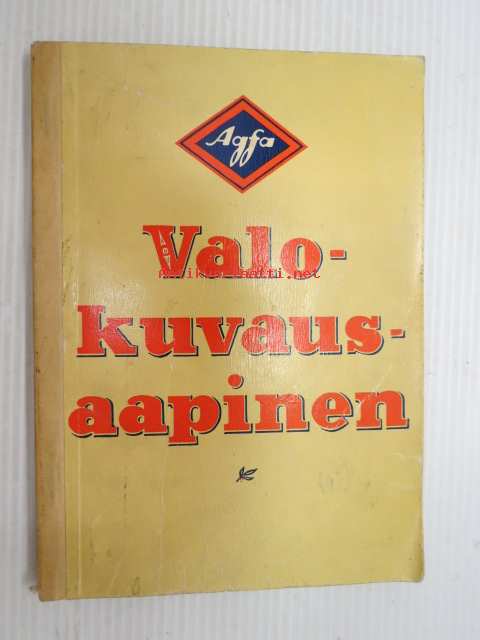 Agfa
Valo-
kuvaus-
aapinen